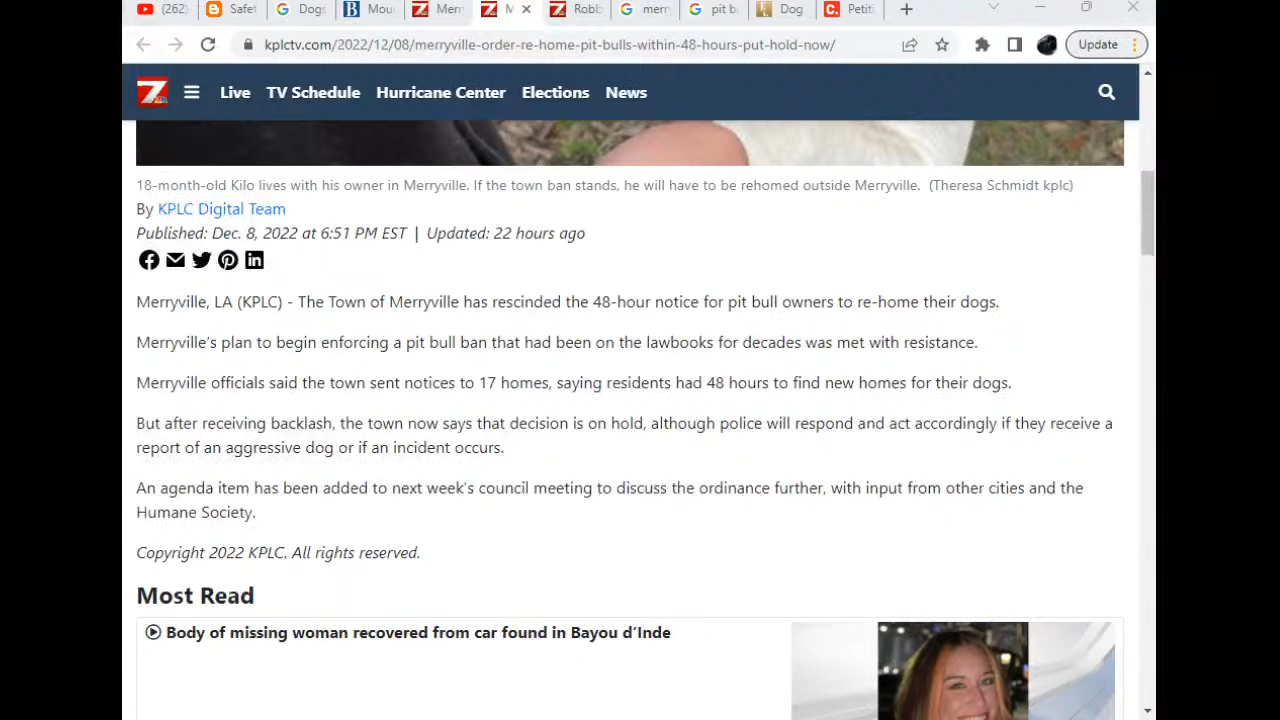 (262) Safet Dogs Mou Merr M Robb merry pit b Dog Petiti
kplctv.com/2022/12/08/merryville-order-re-home-pit-bulls-within-48-hours-put-hold-now/ Update
7 Live TV Schedule Hurricane Center Elections News
18-month-old Kilo lives with his owner in Merryville. If the town ban stands, he will have to be rehomed outside Merryville. (Theresa Schmidt kplc)
By KPLC Digital Team
Published: Dec. 8, 2022 at 6:51 PM EST | Updated: 22 hours ago
Merryville, LA (KPLC) - The Town of Merryville has rescinded the 48-hour notice for pit bull owners to re-home their dogs.
Merryville’s plan to begin enforcing a pit bull ban that had been on the lawbooks for decades was met with resistance.
Merryville officials said the town sent notices to 17 homes, saying residents had 48 hours to find new homes for their dogs.
But after receiving backlash, the town now says that decision is on hold, although police will respond and act accordingly if they receive a
report of an aggressive dog or if an incident occurs.
An agenda item has been added to next week’s council meeting to discuss the ordinance further, with input from other cities and the
Humane Society.
Copyright 2022 KPLC. All rights reserved.
Most Read
Body of missing woman recovered from car found in Bayou d’Inde